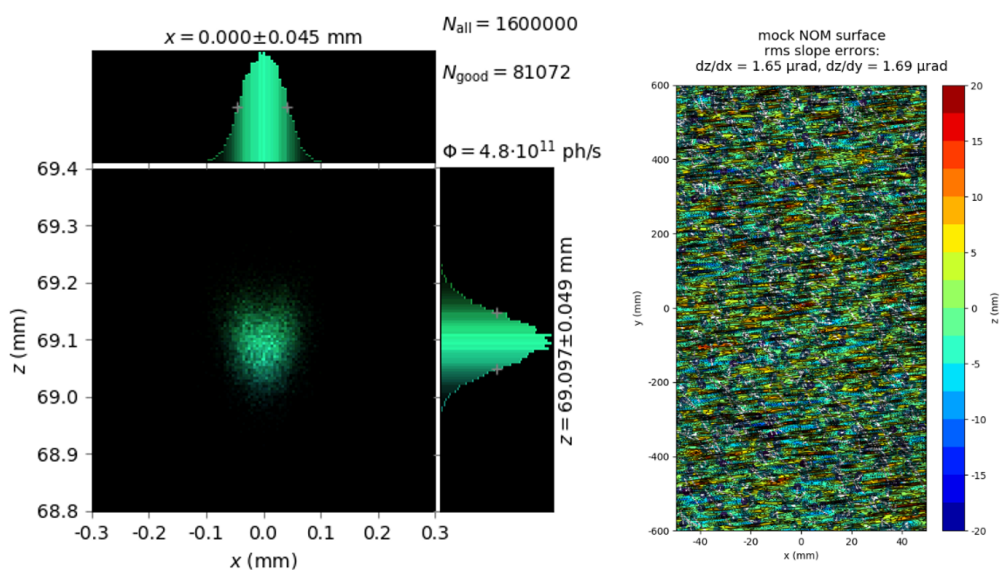 x = 0.000±0.045 mm
N_all = 1600000
N_good = 81072
Φ = 4.8·10¹¹ ph/s
69.4
69.3
69.2
69.1
69.0
68.9
68.8
z (mm)
-0.3
-0.2
-0.1
0.0
0.1
0.2
0.3
x (mm)
z = 69.097±0.049 mm
mock NOM surface
rms slope errors:
dz/dx = 1.65 μrad, dz/dy = 1.69 μrad
600
400
200
0
-200
-400
-600
y (mm)
-40
-20
0
20
40
x (mm)
20
15
10
5
0
-5
-10
-15
-20
z (nm)